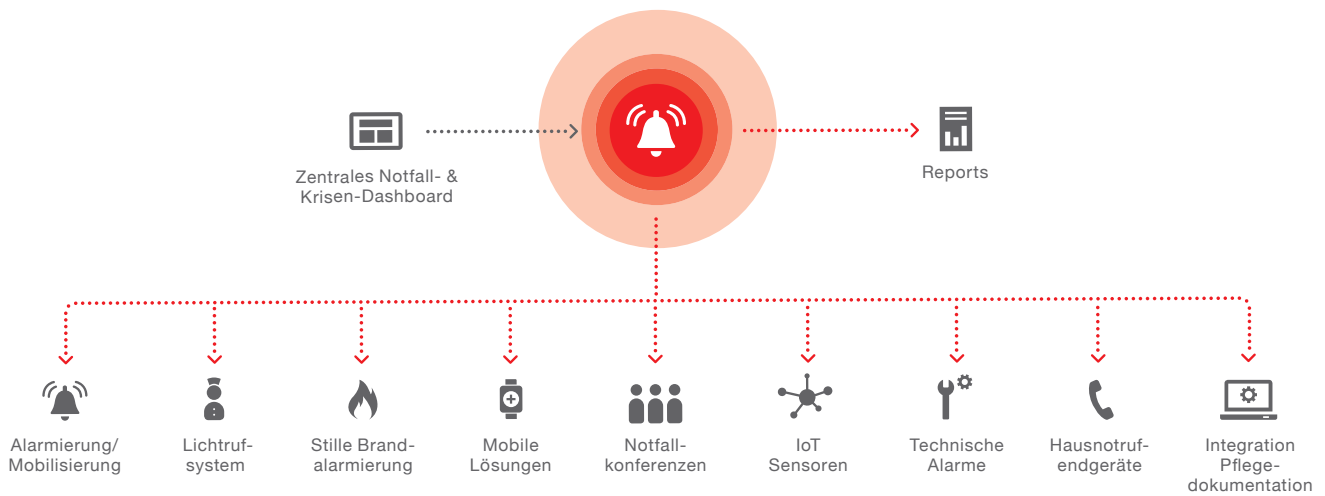 Zentrales Notfall- &
Krisen-Dashboard
Reports
Alarmierung/
Mobilisierung
Lichtruf-
system
Stille Brand-
alarmierung
Mobile
Lösungen
Notfall-
konferenzen
IoT
Sensoren
Technische
Alarme
Hausnotruf-
endgeräte
Integration
Pflege-
dokumentation